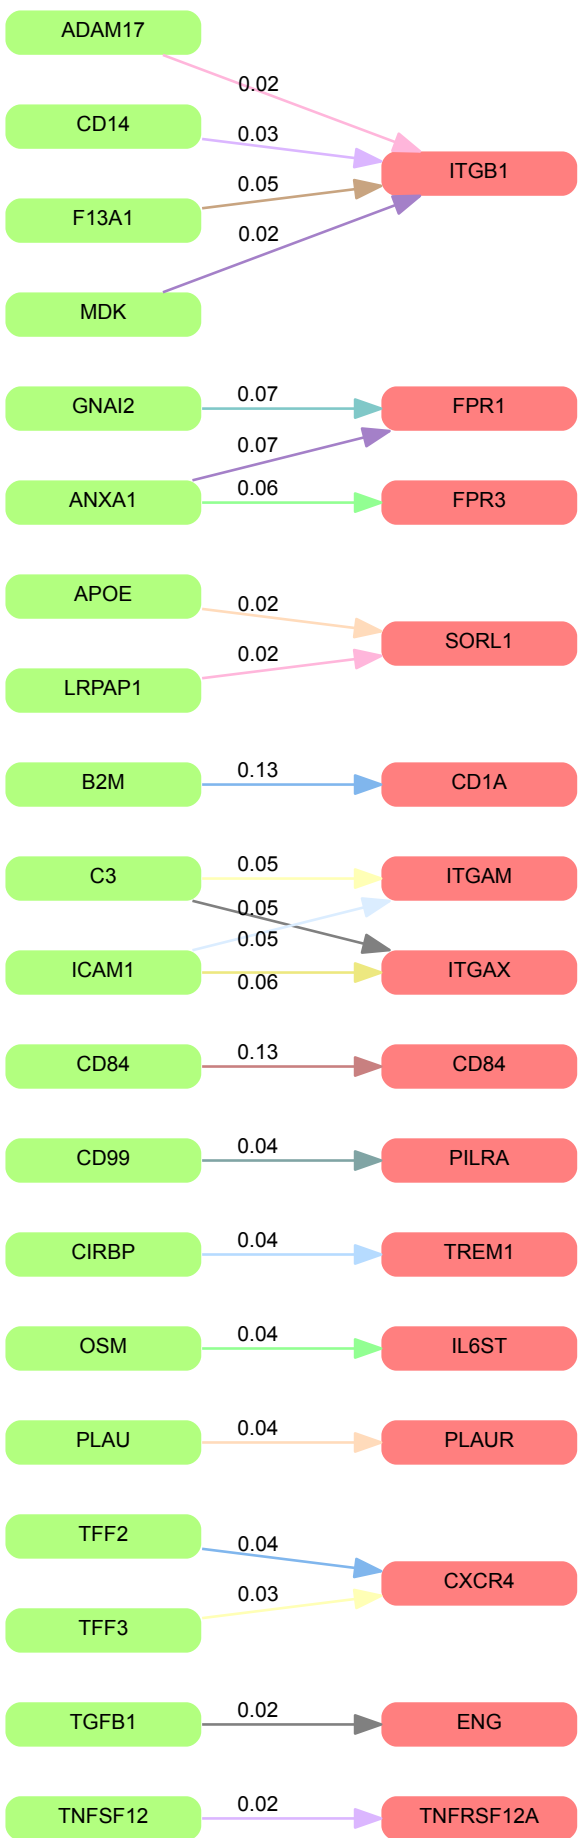 ADAM17
0.02
CD14
0.03
ITGB1
0.05
F13A1
0.02
MDK
GNAI2
0.07
FPR1
0.07
ANXA1
0.06
FPR3
APOE
0.02
SORL1
0.02
LRPAP1
B2M
0.13
CD1A
C3
0.05
ITGAM
0.05
0.05
ICAM1
0.06
ITGAX
CD84
0.13
CD84
CD99
0.04
PILRA
CIRBP
0.04
TREM1
OSM
0.04
IL6ST
PLAU
0.04
PLAUR
TFF2
0.04
CXCR4
0.03
TFF3
TGFB1
0.02
ENG
TNFSF12
0.02
TNFRSF12A